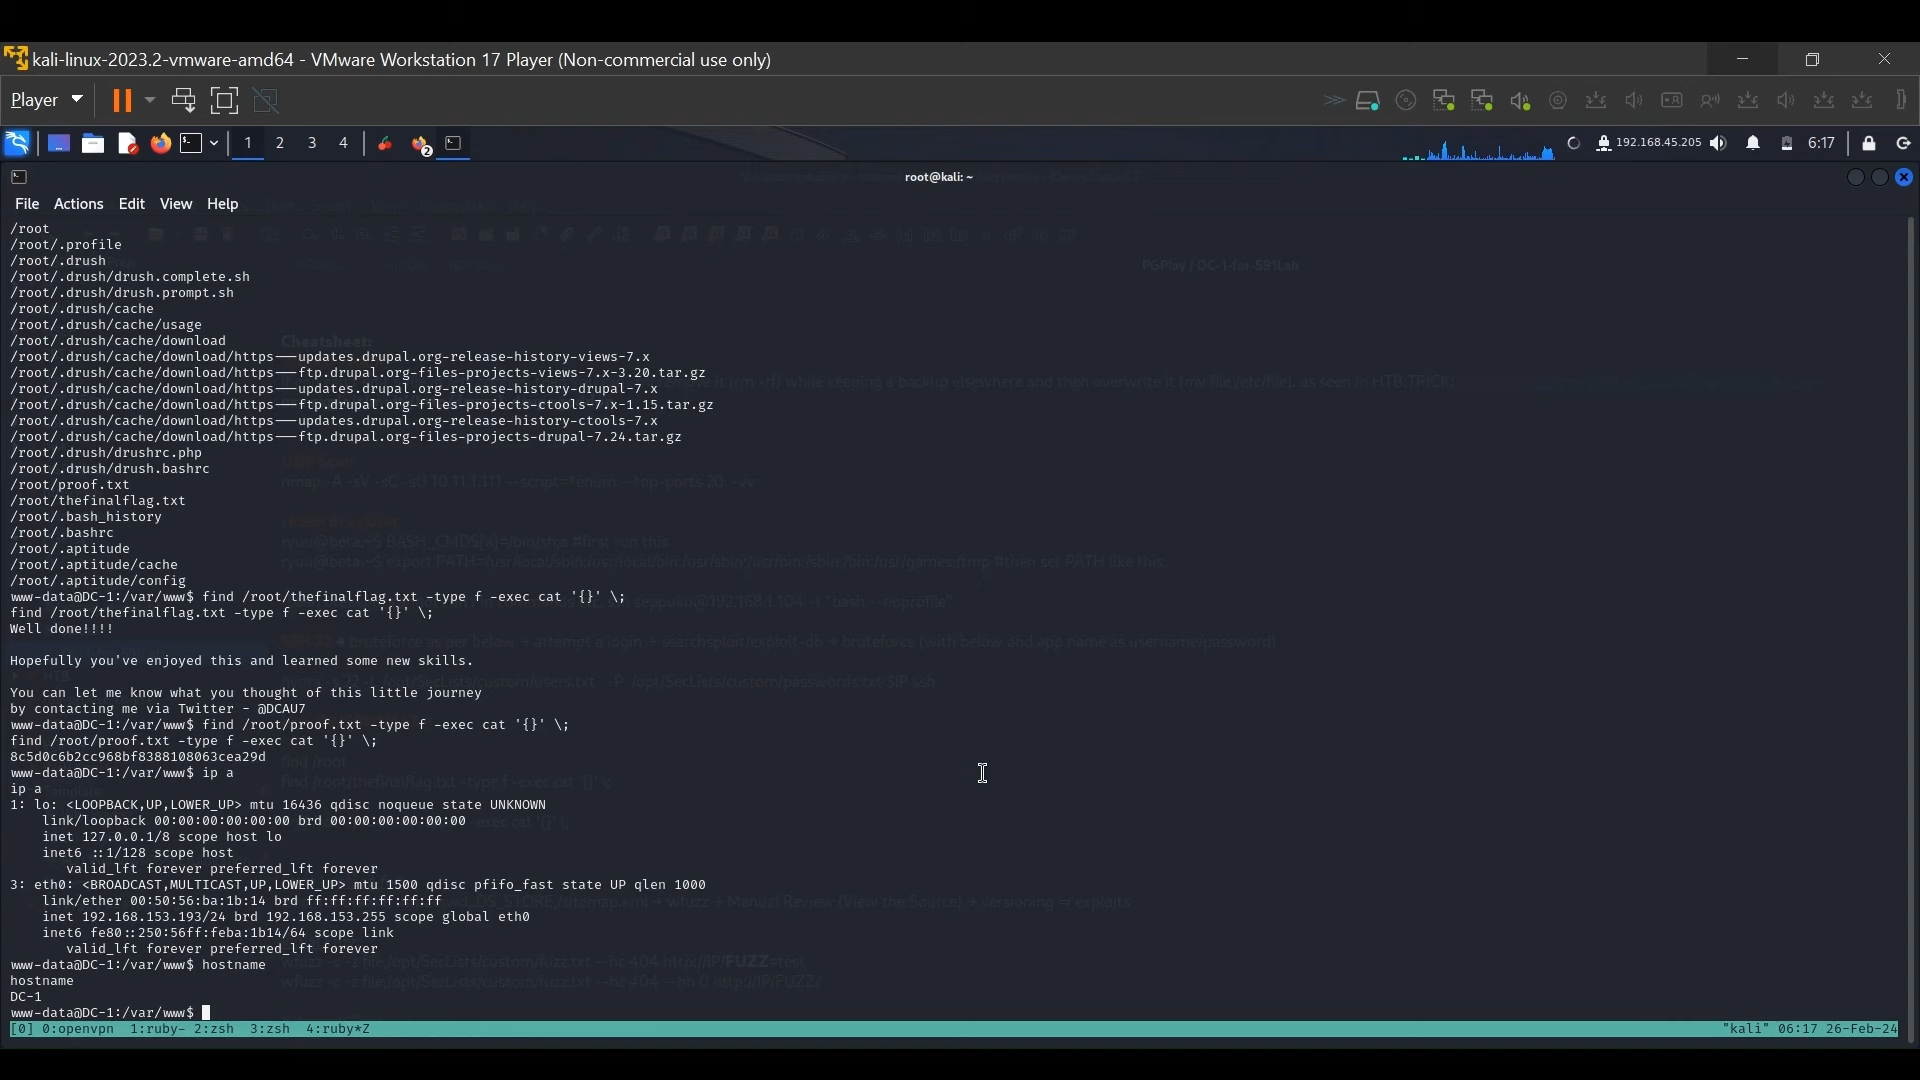 kali-linux-2023.2-vmware-amd64 - VMware Workstation 17 Player (Non-commercial use only)
Player
1 2 3 4
2
192.168.45.205
6:17
root@kali: ~
File Actions Edit View Help
PGPlay / DC-1-for-591Lab
/root
/root/.profile
/root/.drush
/root/.drush/drush.complete.sh
/root/.drush/drush.prompt.sh
/root/.drush/cache
/root/.drush/cache/usage
/root/.drush/cache/download
Cheatsheet:
/root/.drush/cache/download/https---updates.drupal.org-release-history-views-7.x
/root/.drush/cache/download/https---ftp.drupal.org-files-projects-views-7.x-3.20.tar.gz
/root/.drush/cache/download/https---updates.drupal.org-release-history-drupal-7.x
/root/.drush/cache/download/https---ftp.drupal.org-files-projects-ctools-7.x-1.15.tar.gz
/root/.drush/cache/download/https---updates.drupal.org-release-history-ctools-7.x
/root/.drush/cache/download/https---ftp.drupal.org-files-projects-drupal-7.24.tar.gz
/root/.drush/drushrc.php
/root/.drush/drush.bashrc
/root/proof.txt
/root/thefinalflag.txt
/root/.bash_history
/root/.bashrc
/root/.aptitude
/root/.aptitude/cache
/root/.aptitude/config
www-data@DC-1:/var/www$ find /root/thefinalflag.txt -type f -exec cat '{}' \;
find /root/thefinalflag.txt -type f -exec cat '{}' \;
Well done!!!!
Hopefully you've enjoyed this and learned some new skills.
You can let me know what you thought of this little journey
by contacting me via Twitter - @DCAU7
www-data@DC-1:/var/www$ find /root/proof.txt -type f -exec cat '{}' \;
find /root/proof.txt -type f -exec cat '{}' \;
8c5d0c6b2cc968bf8388108063cea29d
www-data@DC-1:/var/www$ ip a
ip a
1: lo: <LOOPBACK,UP,LOWER_UP> mtu 16436 qdisc noqueue state UNKNOWN
link/loopback 00:00:00:00:00:00 brd 00:00:00:00:00:00
inet 127.0.0.1/8 scope host lo
inet6 ::1/128 scope host
valid_lft forever preferred_lft forever
3: eth0: <BROADCAST,MULTICAST,UP,LOWER_UP> mtu 1500 qdisc pfifo_fast state UP qlen 1000
link/ether 00:50:56:ba:1b:14 brd ff:ff:ff:ff:ff:ff
inet 192.168.153.193/24 brd 192.168.153.255 scope global eth0
inet6 fe80::250:56ff:feba:1b14/64 scope link
valid_lft forever preferred_lft forever
www-data@DC-1:/var/www$ hostname
hostname
DC-1
www-data@DC-1:/var/www$
[0] 0:openvpn 1:ruby- 2:zsh 3:zsh 4:ruby*Z "kali" 06:17 26-Feb-24